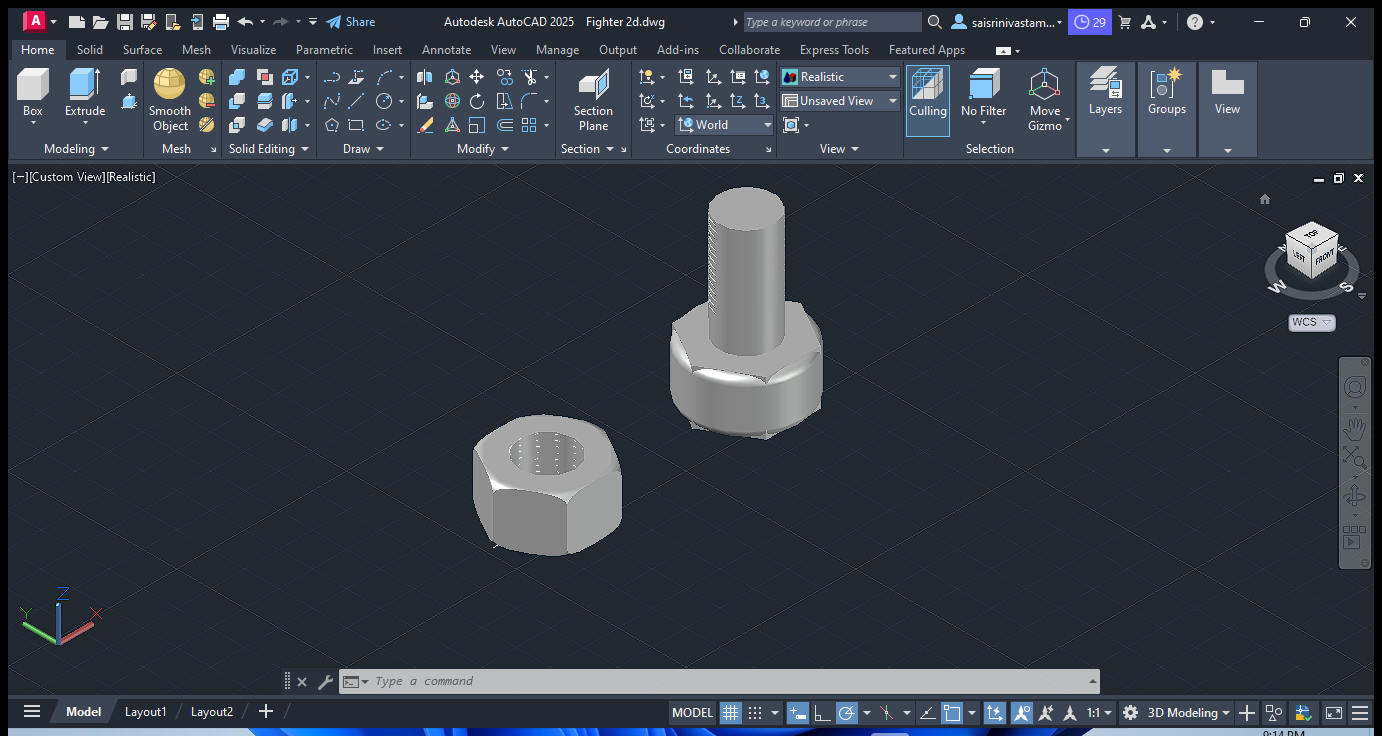 A Share Autodesk AutoCAD 2025 Fighter 2d.dwg Type a keyword or phrase saisrinivastam... 29
Home Solid Surface Mesh Visualize Parametric Insert Annotate View Manage Output Add-ins Collaborate Express Tools Featured Apps
Realistic
Unsaved View
World
Box Extrude Smooth Object Section Plane Culling No Filter Move Gizmo Layers Groups View
Modeling Mesh Solid Editing Draw Modify Section Coordinates View Selection
[−][Custom View][Realistic]
TOP
LEFT FRONT
N E
W S
WCS
Z
Y X
Type a command
Model Layout1 Layout2 MODEL 1:1 3D Modeling
9:14 PM